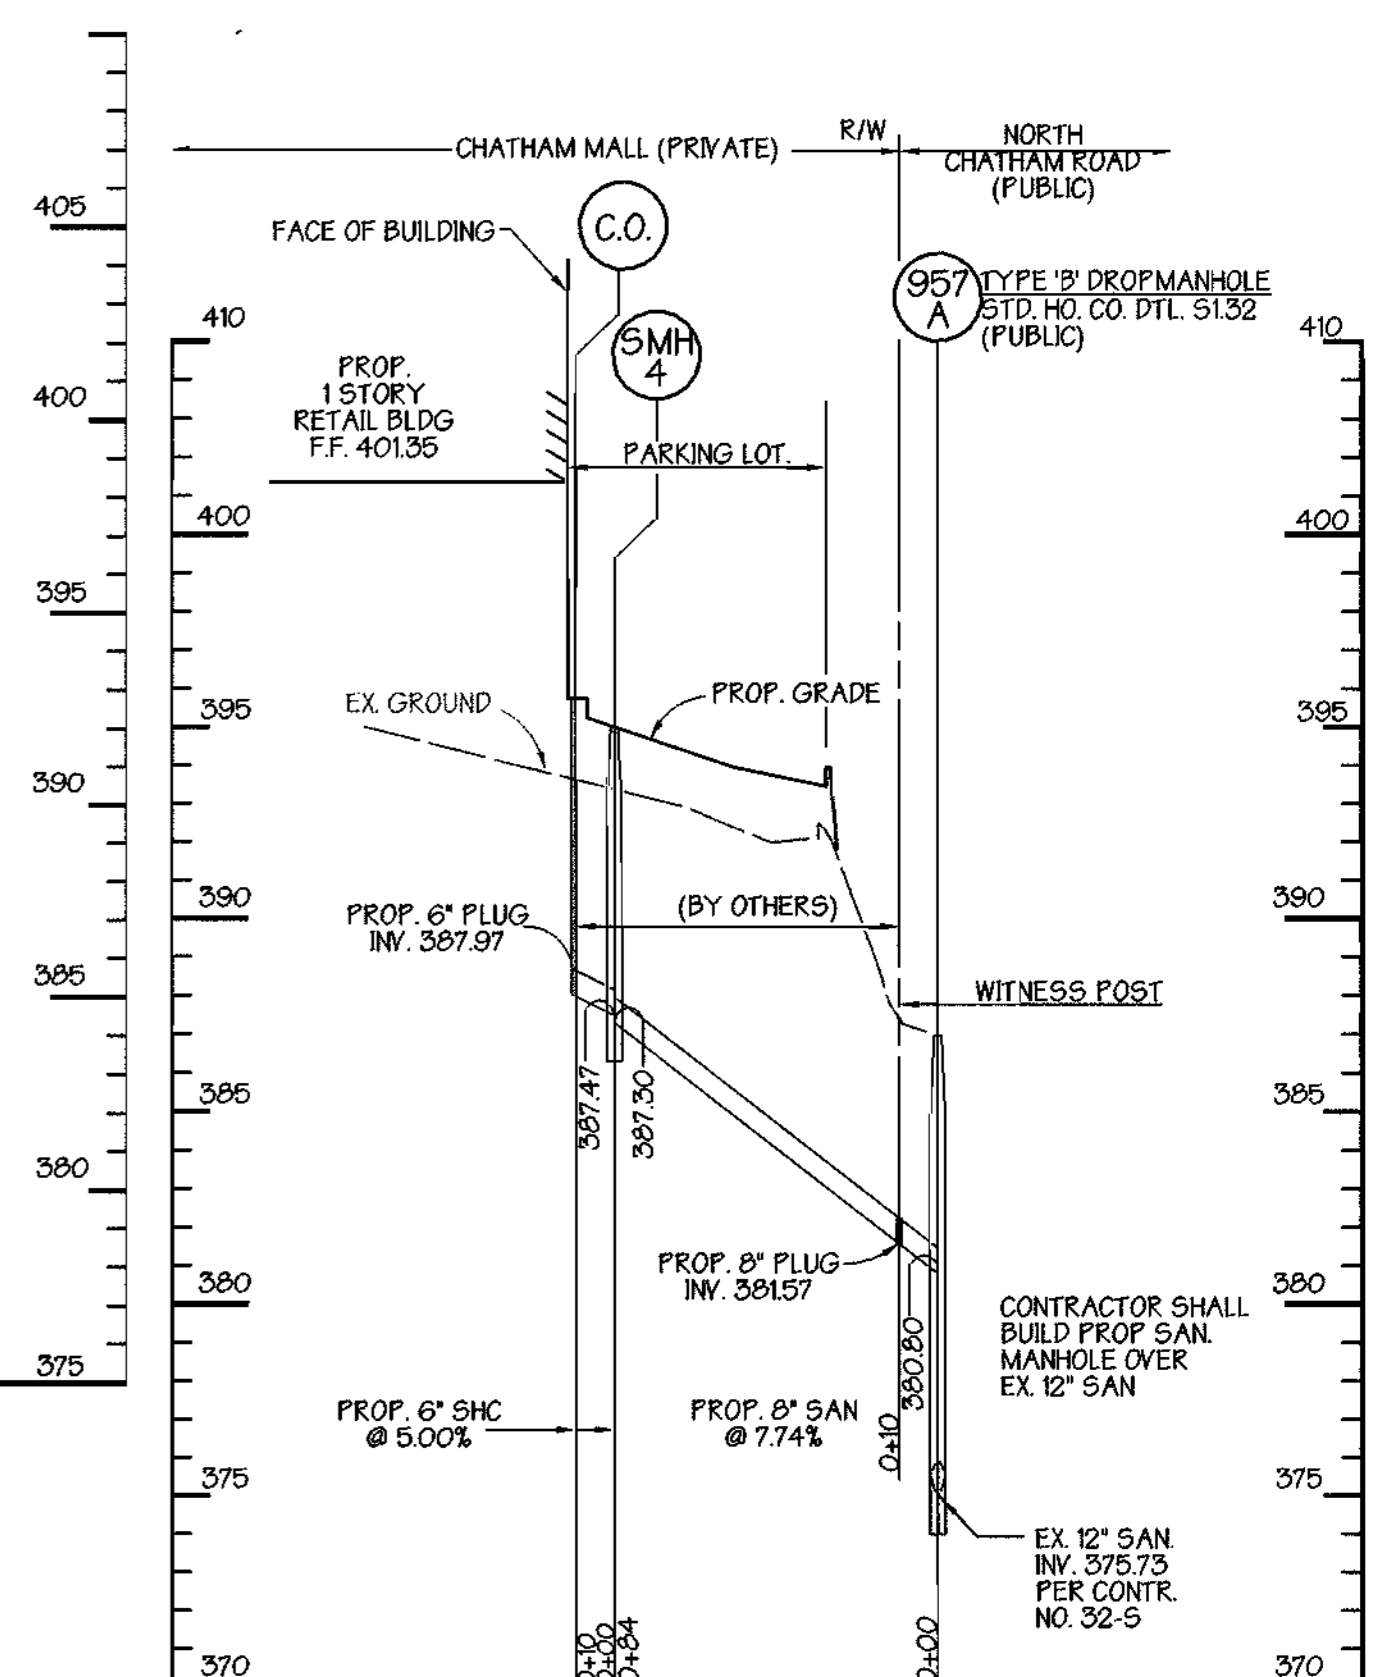 R/W
NORTH
CHATHAM ROAD
(PUBLIC)
CHATHAM MALL (PRIVATE)
405
FACE OF BUILDING
C.O.
957
A
TYPE 'B' DROPMANHOLE
STD. HO. CO. DTL. S1.32
(PUBLIC)
410
410
SMH
4
PROP.
1 STORY
RETAIL BLDG
F.F. 401.35
400
PARKING LOT.
400
400
395
EX. GROUND
PROP. GRADE
395
395
390
390
390
PROP. 6" PLUG
INV. 387.97
(BY OTHERS)
385
WITNESS POST
385
385
387.47
387.30
380
PROP. 8" PLUG
INV. 381.57
380
380
380.80
CONTRACTOR SHALL
BUILD PROP SAN.
MANHOLE OVER
EX. 12" SAN
375
PROP. 6" SHC
@ 5.00%
PROP. 8" SAN
@ 7.74%
0+10
375
375
EX. 12" SAN.
INV. 375.73
PER CONTR.
NO. 32-S
370
0+10
0+00
0+84
0+00
370